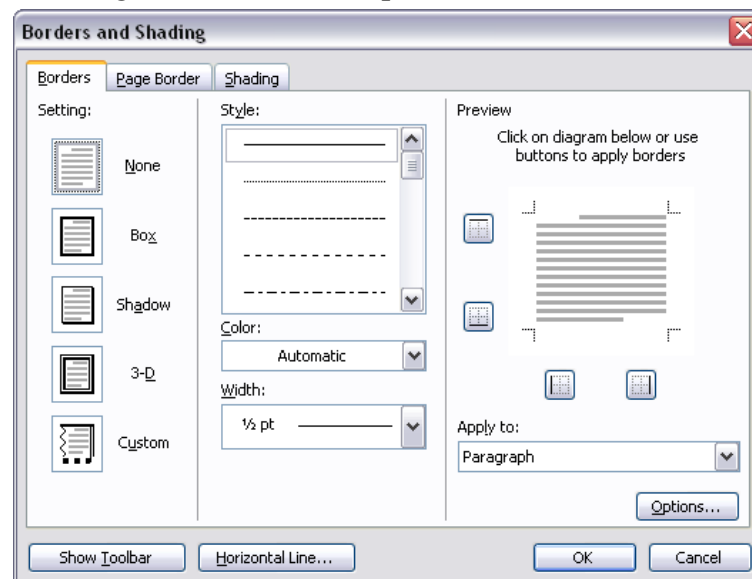 Borders and Shading
Borders Page Border Shading
Setting:
None
Box
Shadow
3-D
Custom
Style:
Color:
Automatic
Width:
½ pt
Preview
Click on diagram below or use
buttons to apply borders
Apply to:
Paragraph
Options...
Show Toolbar Horizontal Line... OK Cancel